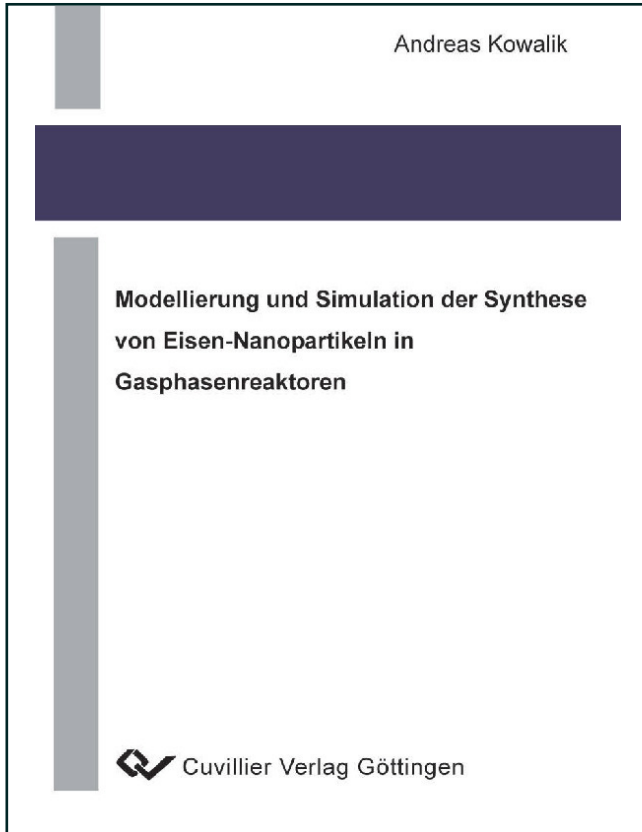 Andreas Kowalik
Modellierung und Simulation der Synthese
von Eisen-Nanopartikeln in
Gasphasenreaktoren
Cuvillier Verlag Göttingen